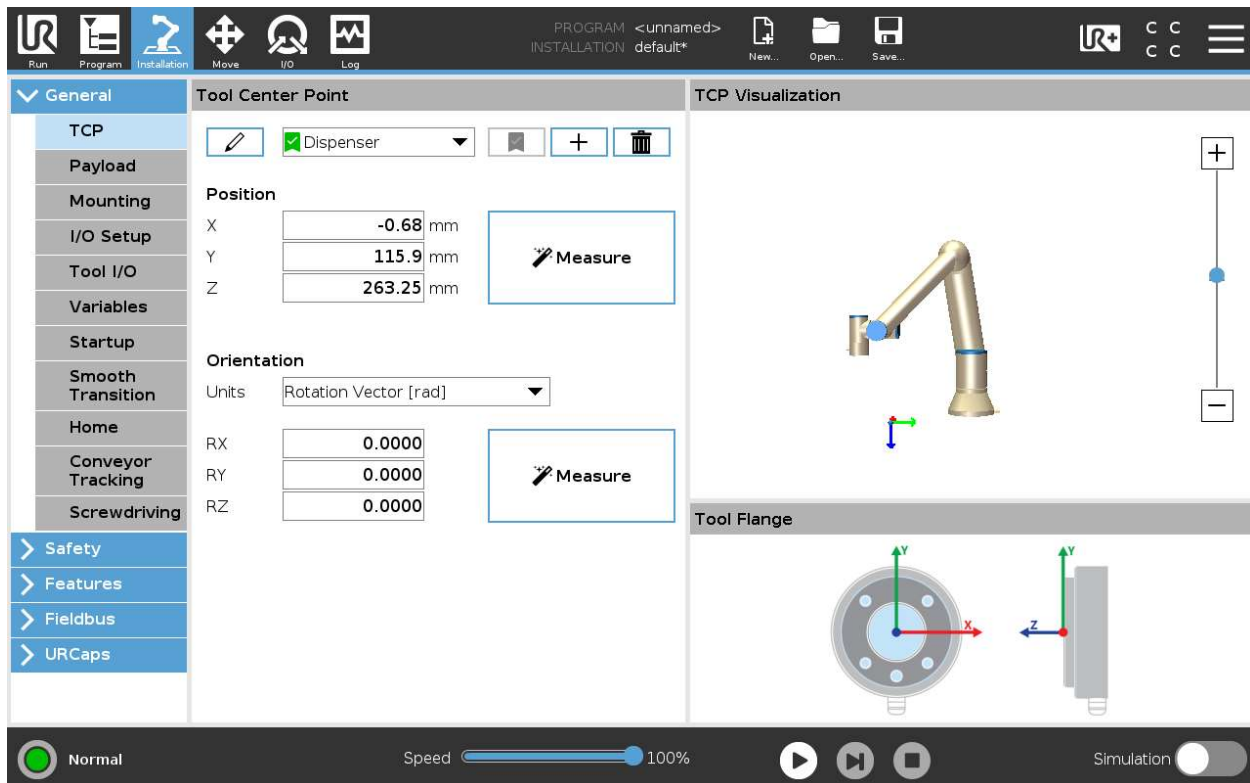 PROGRAM <unnamed>
INSTALLATION default*
UR
UR+
C C
C C
Run Program Installation Move I/O Log New... Open... Save...
General
TCP
Payload
Mounting
I/O Setup
Tool I/O
Variables
Startup
Smooth
Transition
Home
Conveyor
Tracking
Screwdriving
Safety
Features
Fieldbus
URCaps
Tool Center Point
Dispenser
Position
X -0.68 mm
Y 115.9 mm
Z 263.25 mm
Measure
Orientation
Units Rotation Vector [rad]
RX 0.0000
RY 0.0000
RZ 0.0000
Measure
TCP Visualization
Tool Flange
Y
X
Y
Z
Normal
Speed 100%
Simulation